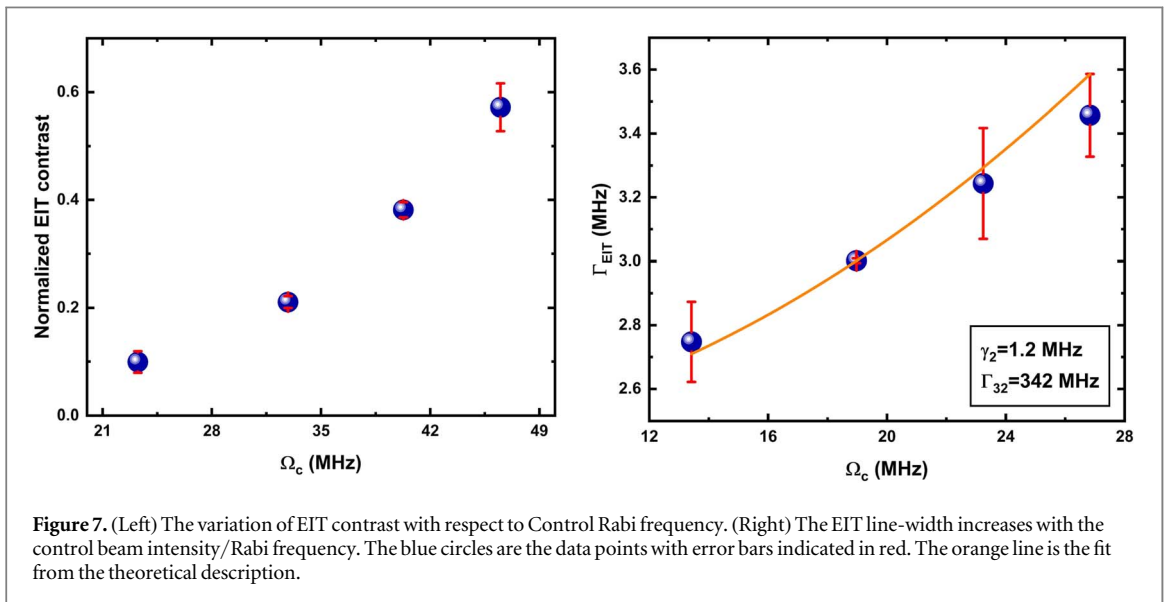 Normalized EIT contrast
0.6
0.4
0.2
0.0
21 28 35 42 49
Ω_c (MHz)
Γ_EIT (MHz)
3.6
3.4
3.2
3.0
2.8
2.6
12 16 20 24 28
Ω_c (MHz)
γ₂=1.2 MHz
Γ₃₂=342 MHz
Figure 7. (Left) The variation of EIT contrast with respect to Control Rabi frequency. (Right) The EIT line-width increases with the
control beam intensity/Rabi frequency. The blue circles are the data points with error bars indicated in red. The orange line is the fit
from the theoretical description.